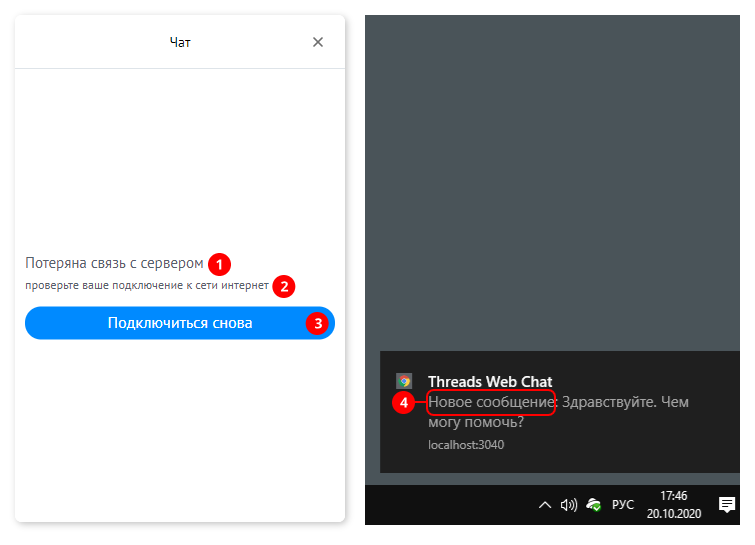 Чат
Потеряна связь с сервером 1
проверьте ваше подключение к сети интернет 2
Подключиться снова 3
Threads Web Chat
4 Новое сообщение: Здравствуйте. Чем
могу помочь?
localhost:3040
РУС
17:46
20.10.2020